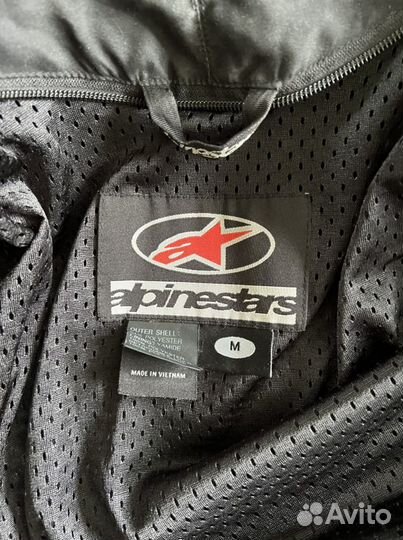 alpinestars
OUTER SHELL:
M
MADE IN VIETNAM
Avito